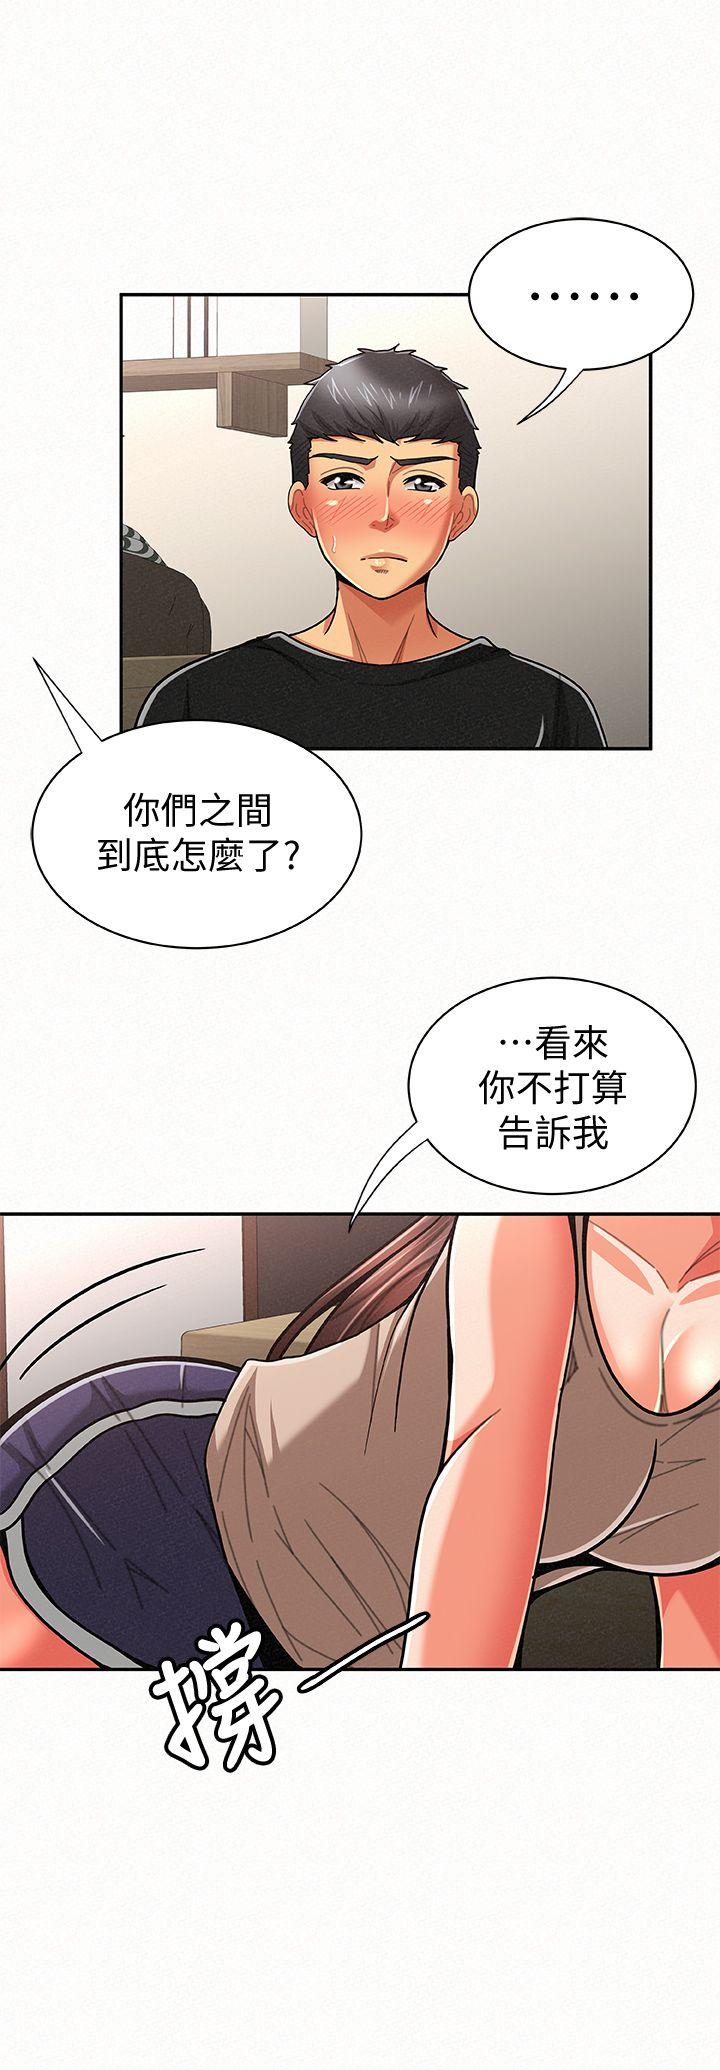 ......
你們之間
到底怎麼了?
…看來
你不打算
告訴我
撐